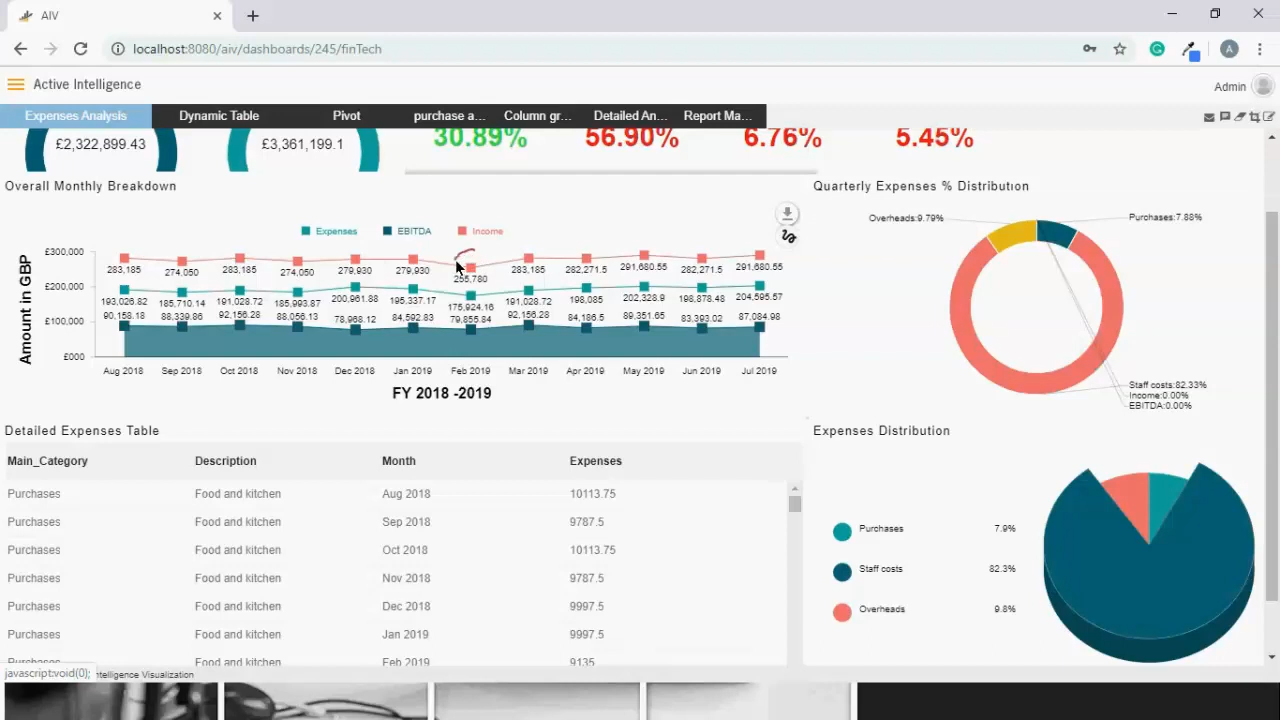 AIV
localhost:8080/aiv/dashboards/245/finTech
A
Active Intelligence
Admin
Expenses Analysis Dynamic Table Pivot purchase a... Column gr... Detailed An... Report Ma...
£2,322,899.43 £3,361,199.1 30.89% 56.90% 6.76% 5.45%
Overall Monthly Breakdown
Expenses EBITDA Income
Amount in GBP
£300,000
£200,000
£100,000
£000
283,185 274,050 283,185 274,050 279,930 279,930 255,780 283,185 282,271.5 291,680.55 282,271.5 291,680.55
193,026.82 185,710.14 191,028.72 185,993.87 200,961.88 195,337.17 175,924.16 191,028.72 198,085 202,328.9 198,878.48 204,595.57
90,158.18 88,339.86 92,156.28 88,056.13 78,968.12 84,592.83 79,855.84 92,156.28 84,186.5 89,351.65 83,393.02 87,084.98
Aug 2018 Sep 2018 Oct 2018 Nov 2018 Dec 2018 Jan 2019 Feb 2019 Mar 2019 Apr 2019 May 2019 Jun 2019 Jul 2019
FY 2018 -2019
Quarterly Expenses % Distribution
Overheads:9.79%
Purchases:7.88%
Staff costs:82.33%
Income:0.00%
EBITDA:0.00%
Detailed Expenses Table
Main_Category Description Month Expenses
Purchases Food and kitchen Aug 2018 10113.75
Purchases Food and kitchen Sep 2018 9787.5
Purchases Food and kitchen Oct 2018 10113.75
Purchases Food and kitchen Nov 2018 9787.5
Purchases Food and kitchen Dec 2018 9997.5
Purchases Food and kitchen Jan 2019 9997.5
Purchases Food and kitchen Feb 2019 9135
Expenses Distribution
Purchases 7.9%
Staff costs 82.3%
Overheads 9.8%
javascript:void(0); ntelligence Visualization